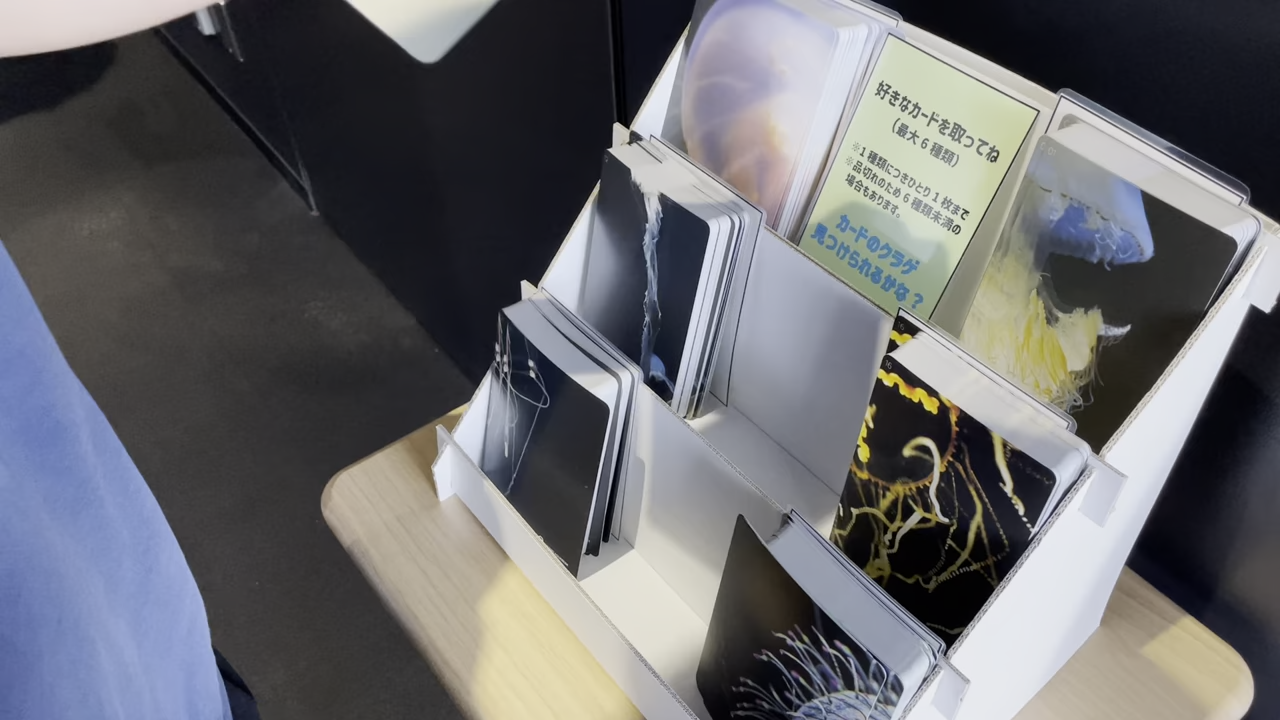 好きなカードを取ってね
（最大6種類）
※1種類につきひとり1枚まで
※品切れのため6種類未満の
場合もあります。
カードのクラゲ
見つけられるかな？
16
16